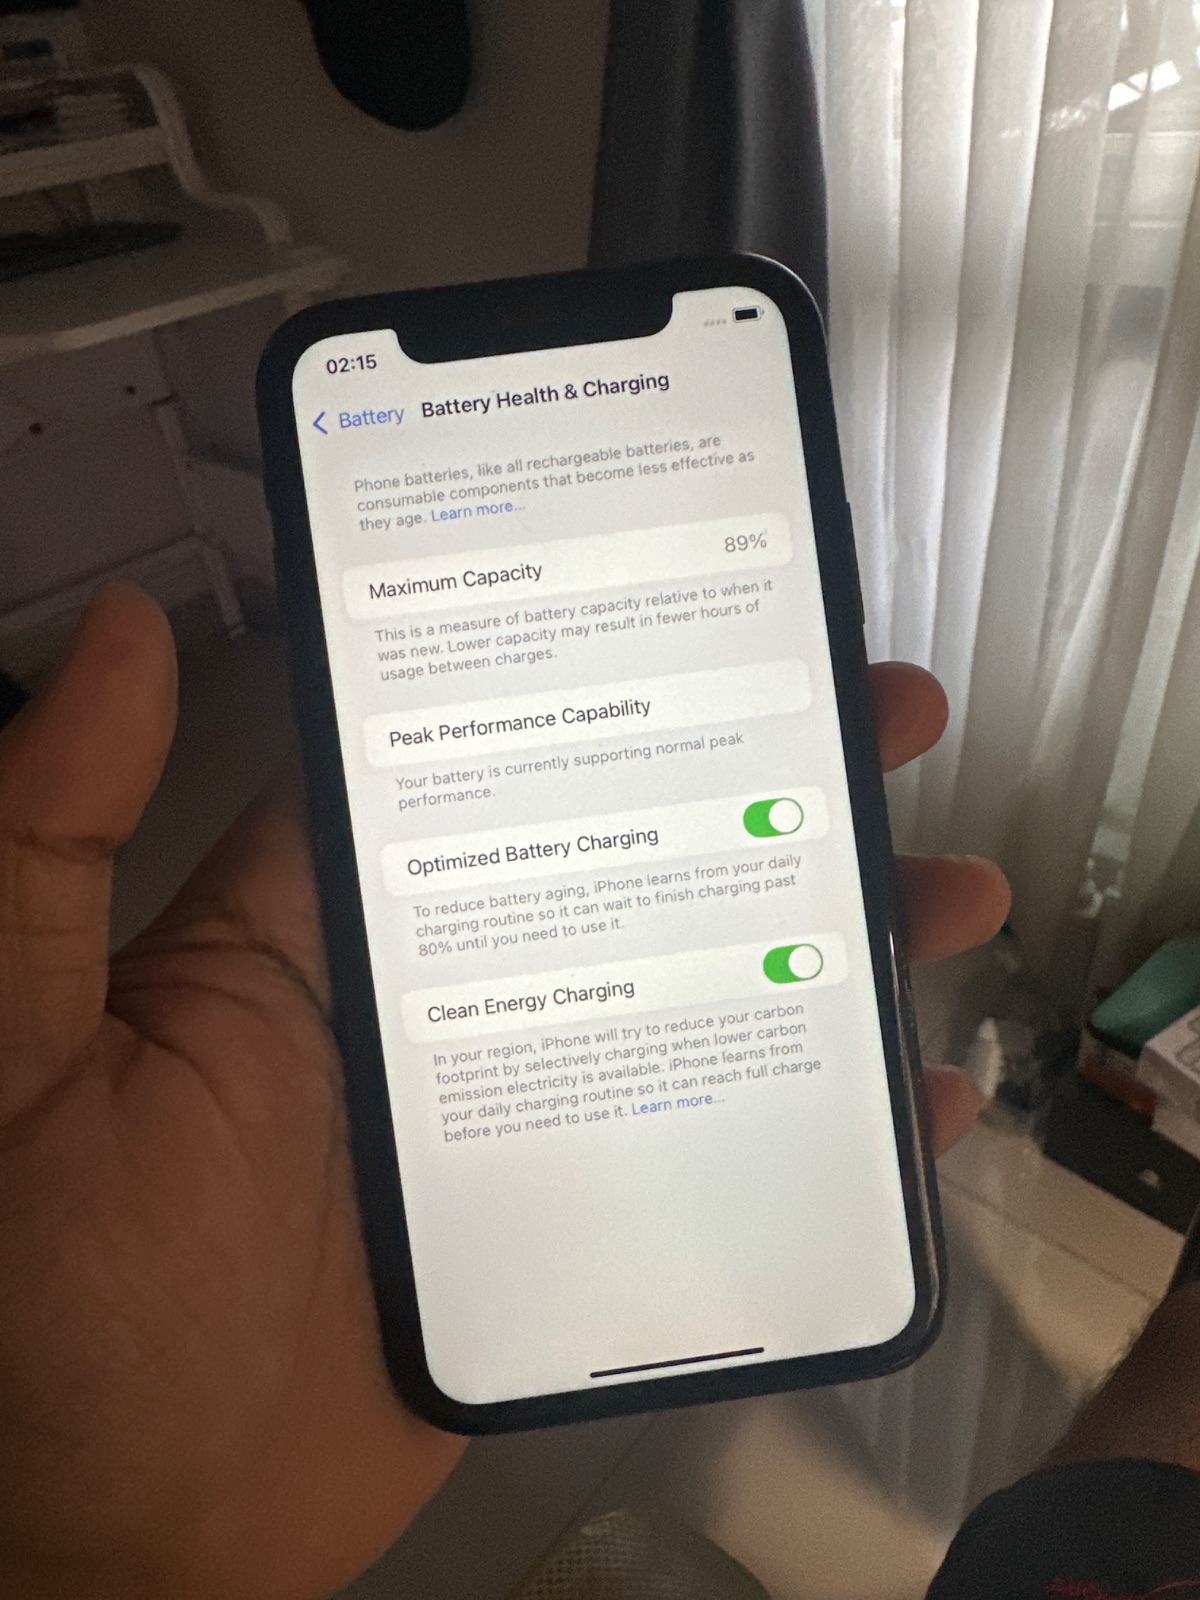 02:15
Battery Battery Health & Charging
Phone batteries, like all rechargeable batteries, are
consumable components that become less effective as
they age. Learn more...
Maximum Capacity 89%
This is a measure of battery capacity relative to when it
was new. Lower capacity may result in fewer hours of
usage between charges.
Peak Performance Capability
Your battery is currently supporting normal peak
performance.
Optimized Battery Charging
To reduce battery aging, iPhone learns from your daily
charging routine so it can wait to finish charging past
80% until you need to use it.
Clean Energy Charging
In your region, iPhone will try to reduce your carbon
footprint by selectively charging when lower carbon
emission electricity is available. iPhone learns from
your daily charging routine so it can reach full charge
before you need to use it. Learn more...